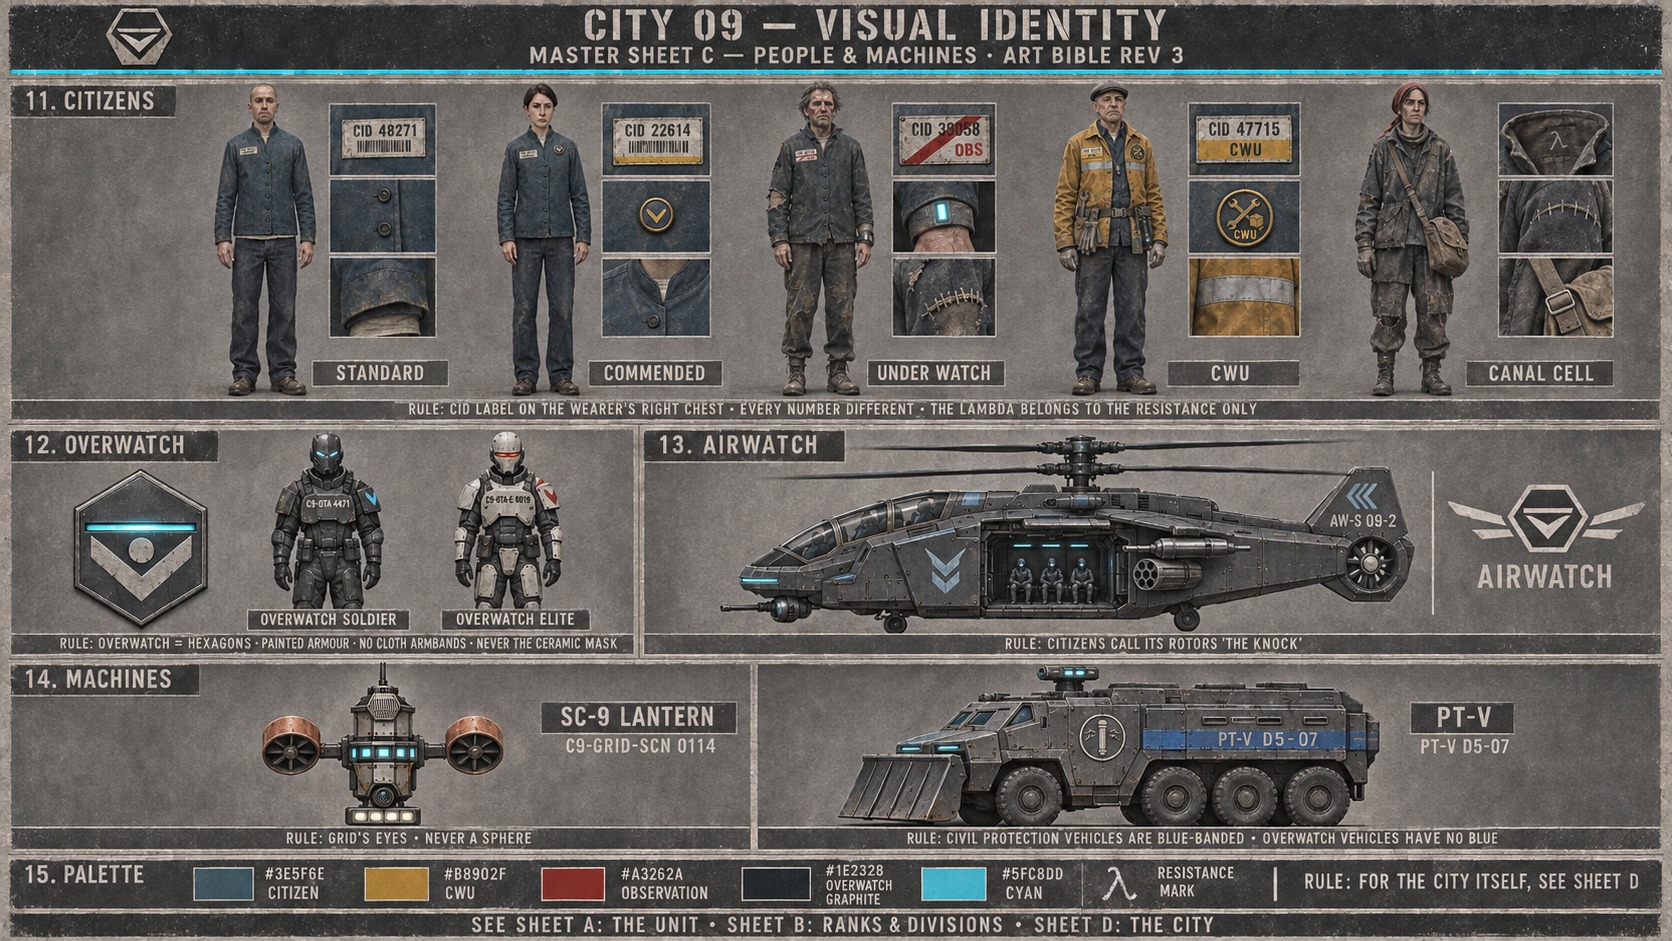 CITY 09 — VISUAL IDENTITY
MASTER SHEET C — PEOPLE & MACHINES · ART BIBLE REV 3
11. CITIZENS
CID 48271
STANDARD
CID 22614
COMMENDED
CID 38058
OBS
UNDER WATCH
CID 47715
CWU
CWU
CWU
λ
CANAL CELL
RULE: CID LABEL ON THE WEARER'S RIGHT CHEST · EVERY NUMBER DIFFERENT · THE LAMBDA BELONGS TO THE RESISTANCE ONLY
12. OVERWATCH
C9-OTA 4471
OVERWATCH SOLDIER
C9-OTA-E 0019
OVERWATCH ELITE
RULE: OVERWATCH = HEXAGONS · PAINTED ARMOUR · NO CLOTH ARMBANDS · NEVER THE CERAMIC MASK
13. AIRWATCH
AW-S 09-2
AIRWATCH
RULE: CITIZENS CALL ITS ROTORS 'THE KNOCK'
14. MACHINES
SC-9 LANTERN
C9-GRID-SCN 0114
RULE: GRID'S EYES · NEVER A SPHERE
PT-V D5-07
PT-V
PT-V D5-07
RULE: CIVIL PROTECTION VEHICLES ARE BLUE-BANDED · OVERWATCH VEHICLES HAVE NO BLUE
15. PALETTE
#3E5F6E
CITIZEN
#B8902F
CWU
#A3262A
OBSERVATION
#1E2328
OVERWATCH
GRAPHITE
#5FC8DD
CYAN
λ
RESISTANCE
MARK
RULE: FOR THE CITY ITSELF, SEE SHEET D
SEE SHEET A: THE UNIT · SHEET B: RANKS & DIVISIONS · SHEET D: THE CITY